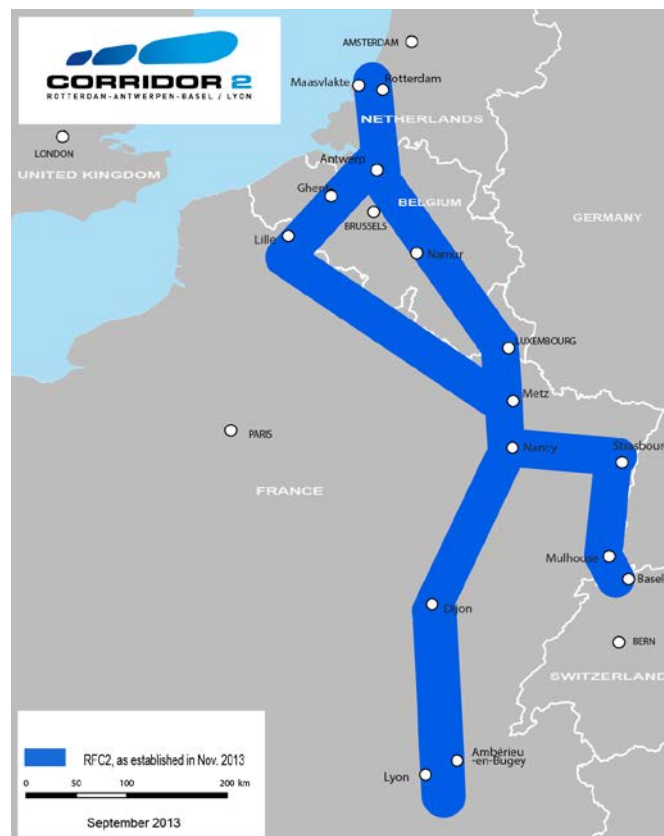 CORRIDOR 2
ROTTERDAM-ANTWERPEN-BASEL / LYON
AMSTERDAM
Maasvlakte
Rotterdam
NETHERLANDS
LONDON
UNITED KINGDOM
Antwerp
Ghent
BELGIUM
BRUSSELS
GERMANY
Lille
Namur
LUXEMBOURG
Metz
PARIS
Nancy
Strasbour
FRANCE
Mulhouse
Basel
Dijon
BERN
SWITZERLAND
RFC2, as established in Nov. 2013
0 50 100 200 km
September 2013
Ambérieu
-en-Bugey
Lyon